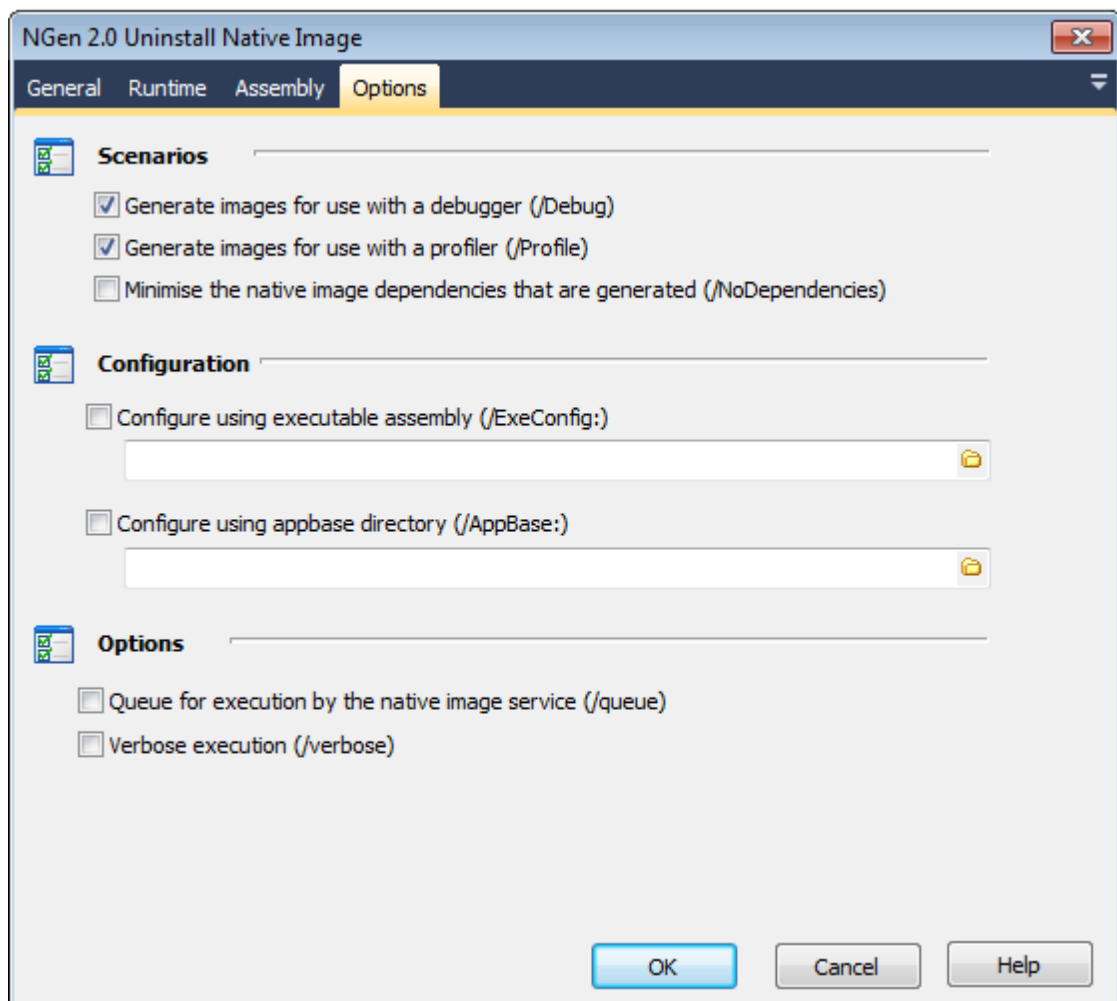 NGen 2.0 Uninstall Native Image
General Runtime Assembly Options
Scenarios
Generate images for use with a debugger (/Debug)
Generate images for use with a profiler (/Profile)
Minimise the native image dependencies that are generated (/NoDependencies)
Configuration
Configure using executable assembly (/ExeConfig:)
Configure using appbase directory (/AppBase:)
Options
Queue for execution by the native image service (/queue)
Verbose execution (/verbose)
OK Cancel Help